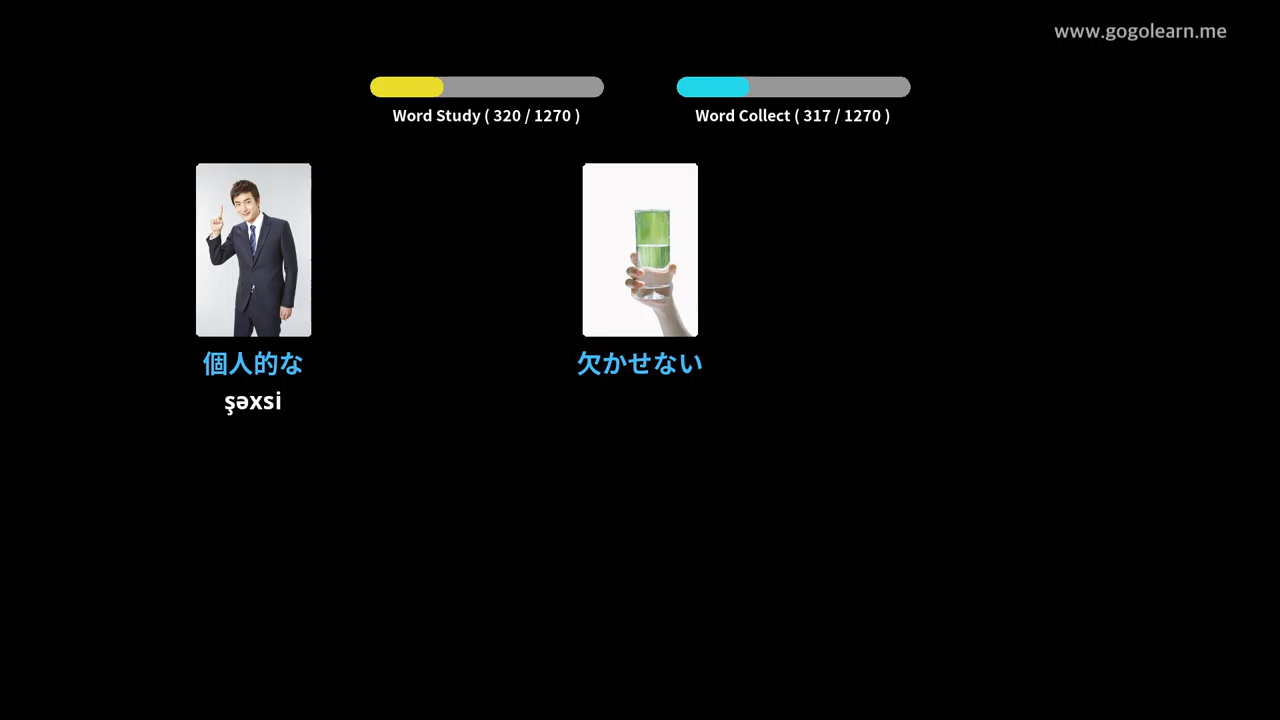 www.gogolearn.me
Word Study ( 320 / 1270 )
Word Collect ( 317 / 1270 )
個人的な
şəxsi
欠かせない